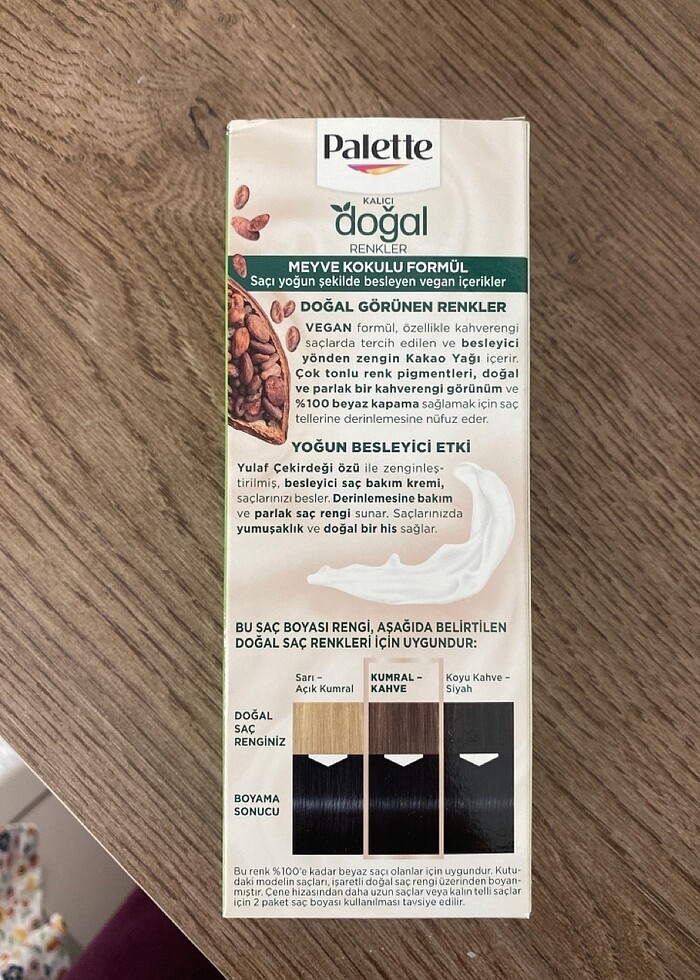 Palette
KALICI
doğal
RENKLER
MEYVE KOKULU FORMÜL
Saçı yoğun şekilde besleyen vegan içerikler
DOĞAL GÖRÜNEN RENKLER
VEGAN formül, özellikle kahverengi
saçlarda tercih edilen ve besleyici
yönden zengin Kakao Yağı içerir.
Çok tonlu renk pigmentleri, doğal
ve parlak bir kahverengi görünüm ve
%100 beyaz kapama sağlamak için saç
tellerine derinlemesine nüfuz eder.
YOĞUN BESLEYİCİ ETKİ
Yulaf Çekirdeği özü ile zenginleş-
tirilmiş, besleyici saç bakım kremi,
saçlarınızı besler. Derinlemesine bakım
ve parlak saç rengi sunar. Saçlarınızda
yumuşaklık ve doğal bir his sağlar.
BU SAÇ BOYASI RENGİ, AŞAĞIDA BELİRTİLEN
DOĞAL SAÇ RENKLERİ İÇİN UYGUNDUR:
Sarı –
Açık Kumral
KUMRAL –
KAHVE
Koyu Kahve –
Siyah
DOĞAL
SAÇ
RENGİNİZ
BOYAMA
SONUCU
Bu renk %100'e kadar beyaz saçı olanlar için uygundur. Kutu-
daki modelin saçları, işaretli doğal saç rengi üzerinden boyan-
mıştır. Çene hizasından daha uzun saçlar veya kalın telli saçlar
için 2 paket saç boyası kullanılması tavsiye edilir.